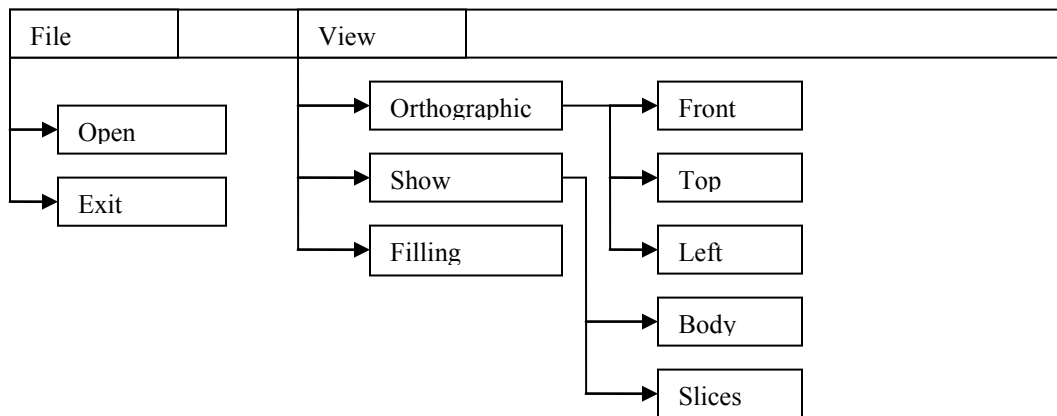 File
View
Open
Exit
Orthographic
Show
Filling
Front
Top
Left
Body
Slices